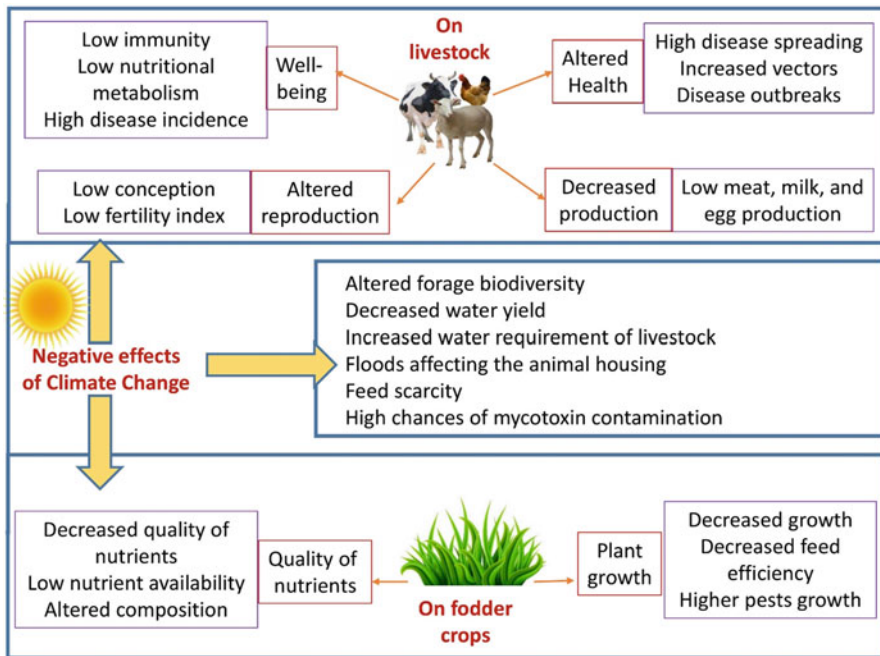 On
livestock
Low immunity
Low nutritional
metabolism
High disease incidence
Well-
being
Altered
Health
High disease spreading
Increased vectors
Disease outbreaks
Low conception
Low fertility index
Altered
reproduction
Decreased
production
Low meat, milk, and
egg production
Negative effects
of Climate Change
Altered forage biodiversity
Decreased water yield
Increased water requirement of livestock
Floods affecting the animal housing
Feed scarcity
High chances of mycotoxin contamination
Decreased quality of
nutrients
Low nutrient availability
Altered composition
Quality of
nutrients
On fodder
crops
Plant
growth
Decreased growth
Decreased feed
efficiency
Higher pests growth